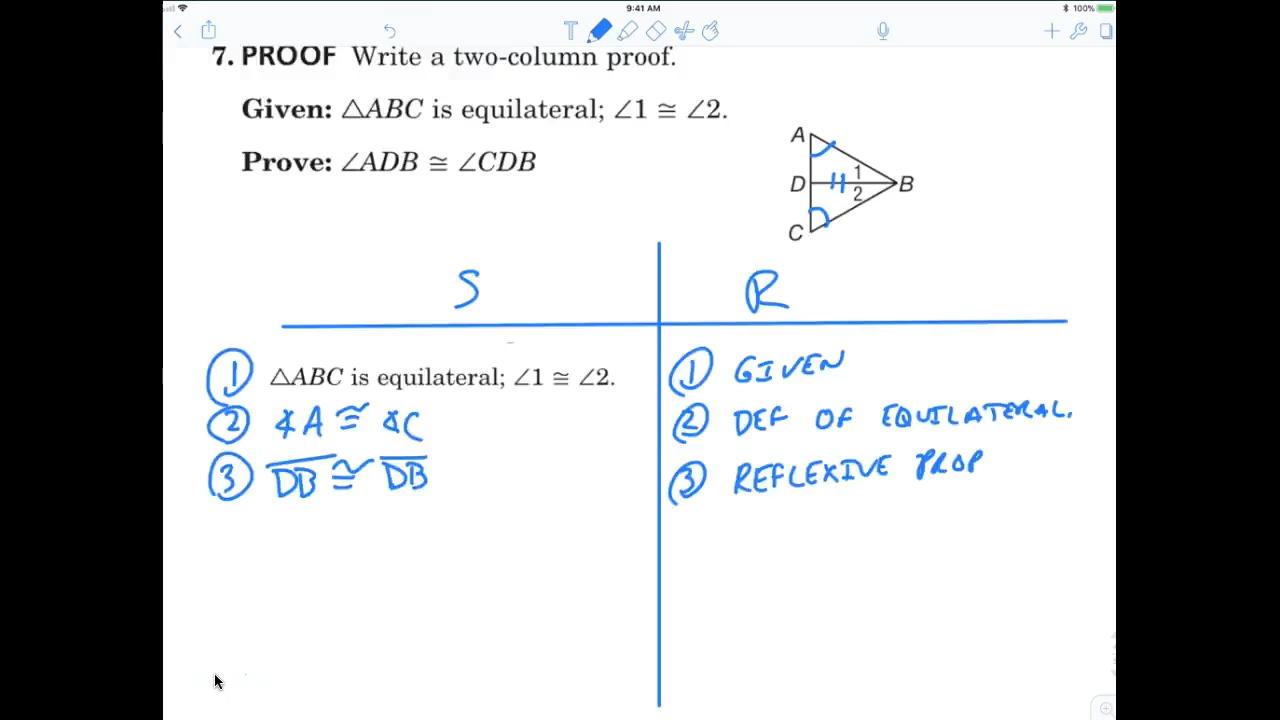 9:41 AM
100%
7. PROOF Write a two-column proof.
Given: △ABC is equilateral; ∠1 ≅ ∠2.
Prove: ∠ADB ≅ ∠CDB
A
1
D
B
2
C
S R
① △ABC is equilateral; ∠1 ≅ ∠2. ① GIVEN
② ∡A ≅ ∡C ② DEF OF EQUILATERAL.
③ D̅B̅ ≅ D̅B̅ ③ REFLEXIVE PROP